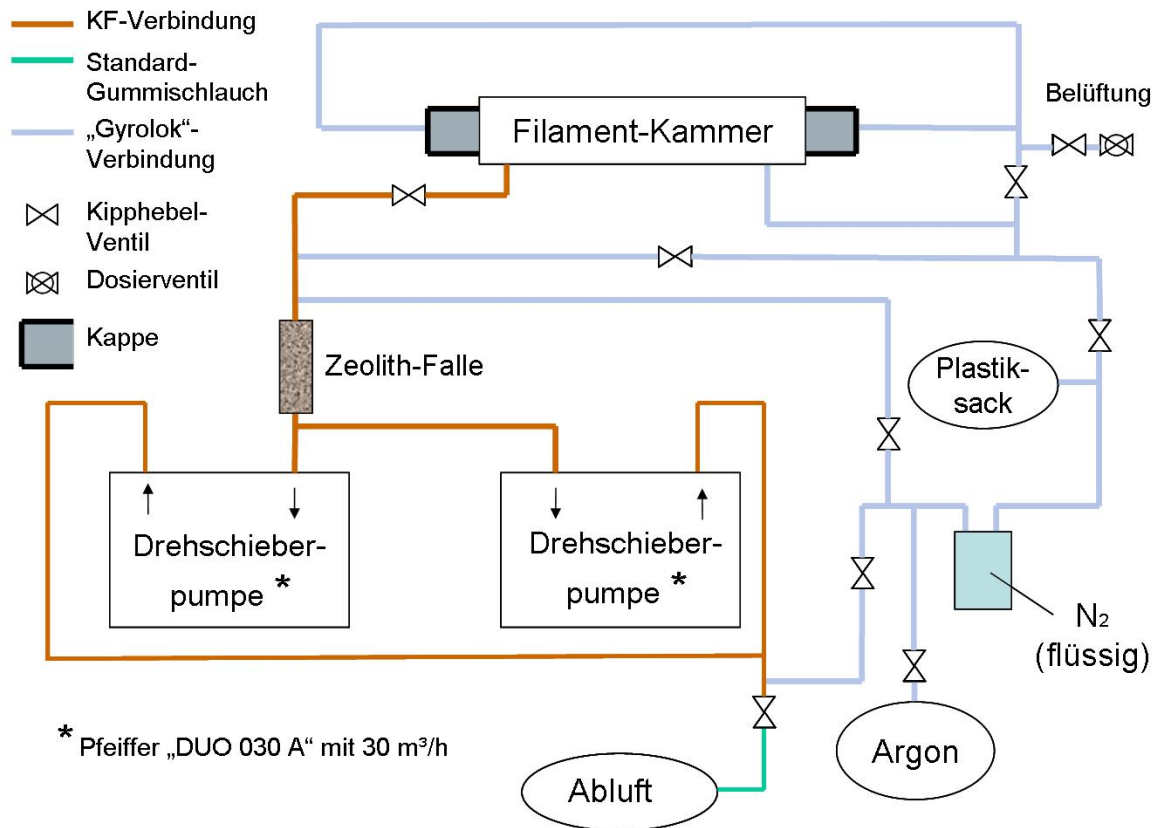 KF-Verbindung
Standard-
Gummischlauch
„Gyrolok“-
Verbindung
Kipphebel-
Ventil
Dosierventil
Kappe
Filament-Kammer
Belüftung
Zeolith-Falle
Plastik-
sack
Drehschieber-
pumpe *
Drehschieber-
pumpe *
N₂
(flüssig)
* Pfeiffer „DUO 030 A“ mit 30 m³/h
Abluft
Argon